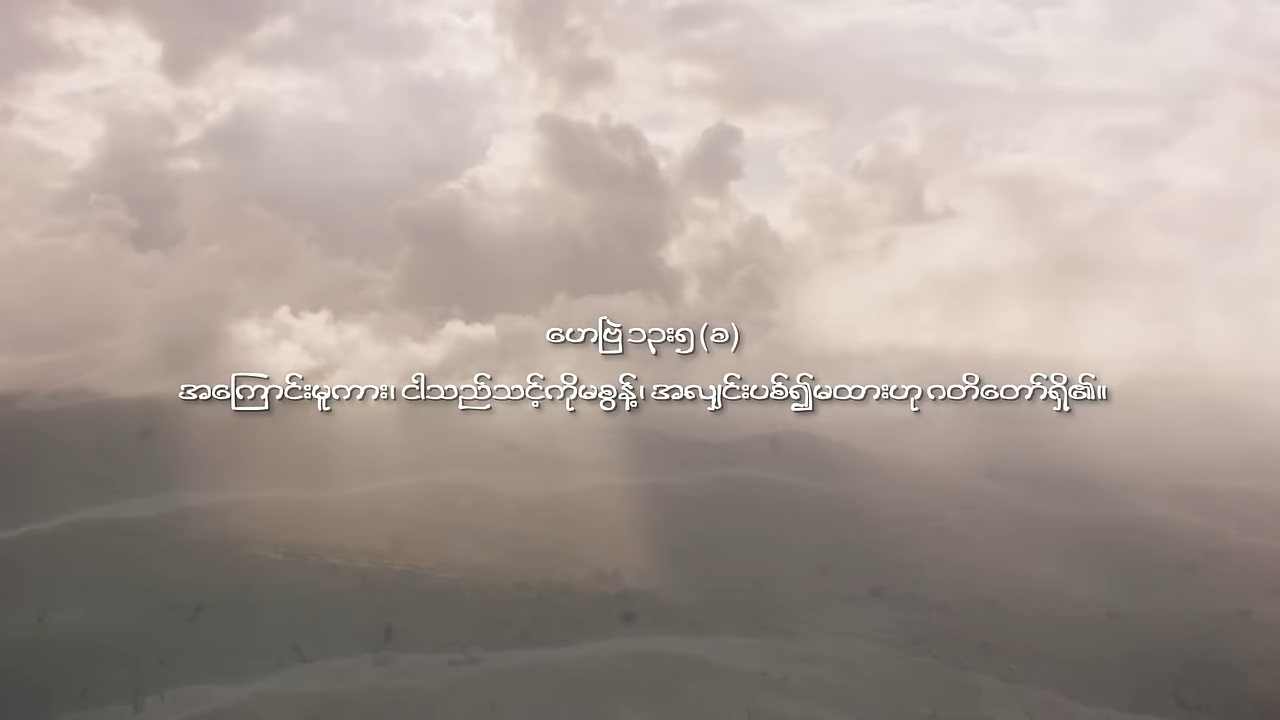 ဟေဗြဲ ၁၃း၅ (ခ)
အကြောင်းမူကား၊ ငါသည်သင့်ကိုမစွန့်၊ အလျှင်းပစ်၍မထားဟု ဂတိတော်ရှိ၏။